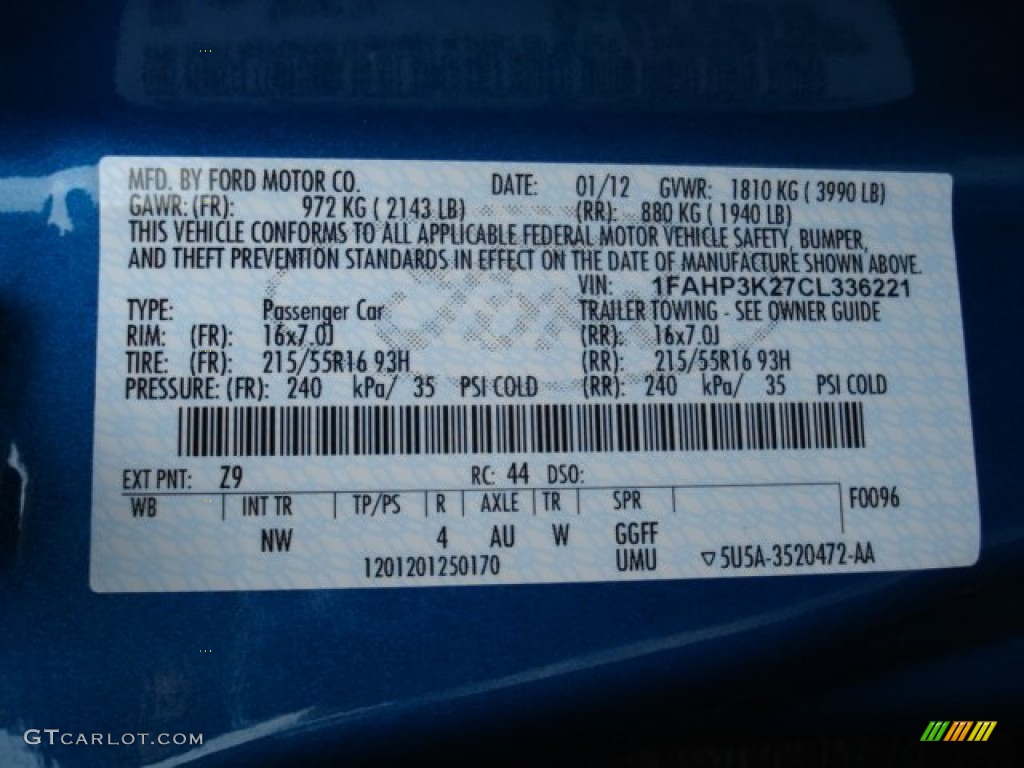 MFD. BY FORD MOTOR CO. DATE: 01/12 GVWR: 1810 KG ( 3990 LB)
GAWR: (FR): 972 KG ( 2143 LB) (RR): 880 KG ( 1940 LB)
THIS VEHICLE CONFORMS TO ALL APPLICABLE FEDERAL MOTOR VEHICLE SAFETY, BUMPER,
AND THEFT PREVENTION STANDARDS IN EFFECT ON THE DATE OF MANUFACTURE SHOWN ABOVE.
VIN: 1FAHP3K27CL336221
TYPE: Passenger Car TRAILER TOWING - SEE OWNER GUIDE
RIM: (FR): 16x7.0J (RR): 16x7.0J
TIRE: (FR): 215/55R16 93H (RR): 215/55R16 93H
PRESSURE: (FR): 240 kPa/ 35 PSI COLD (RR): 240 kPa/ 35 PSI COLD
EXT PNT: Z9 RC: 44 DSO:
WB INT TR TP/PS R AXLE TR SPR F0096
NW 4 AU W GGFF
1201201250170 UMU ▽5U5A-3520472-AA
GTCARLOT.COM